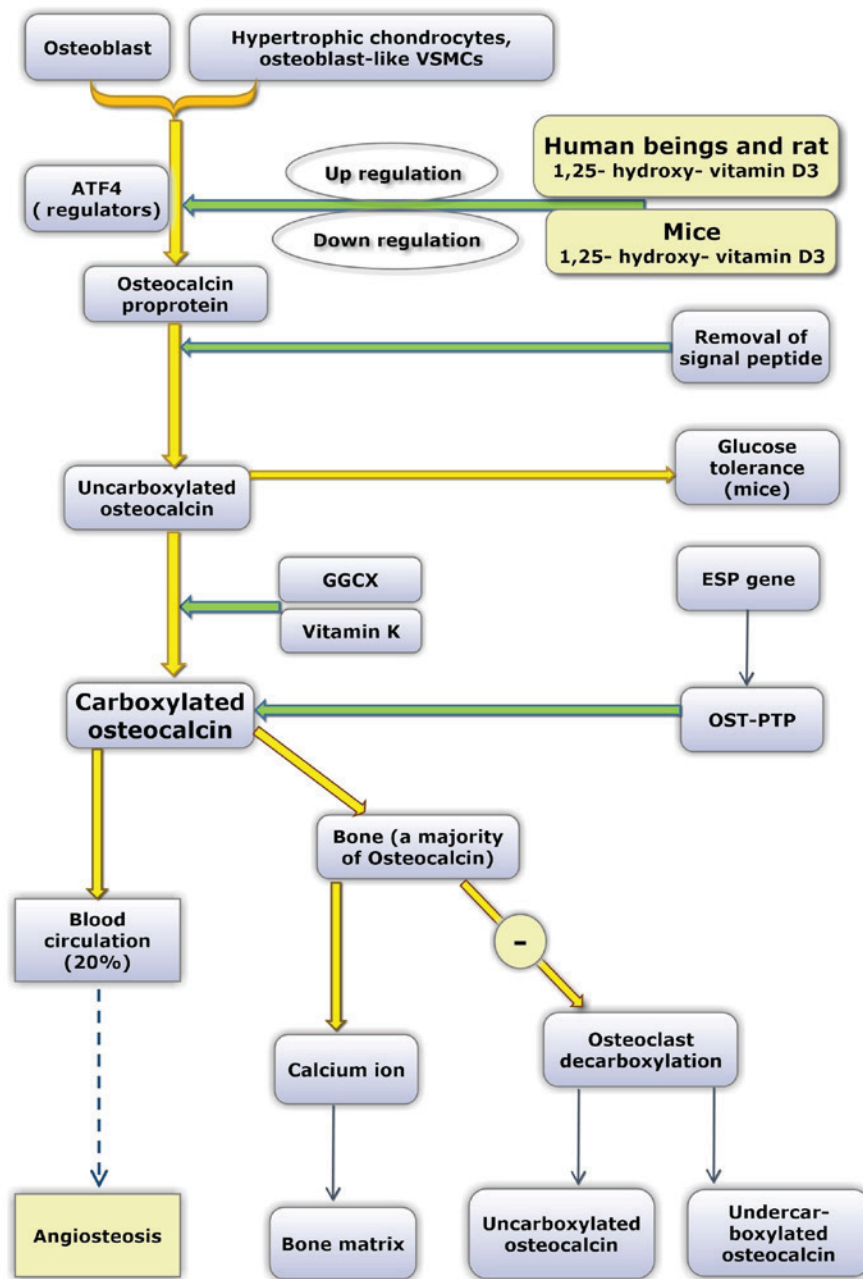 Osteoblast
Hypertrophic chondrocytes,
osteoblast-like VSMCs
ATF4
( regulators)
Up regulation
Down regulation
Human beings and rat
1,25- hydroxy- vitamin D3
Mice
1,25- hydroxy- vitamin D3
Osteocalcin
proprotein
Removal of
signal peptide
Uncarboxylated
osteocalcin
Glucose
tolerance
(mice)
GGCX
Vitamin K
ESP gene
Carboxylated
osteocalcin
OST-PTP
Bone (a majority
of Osteocalcin)
Blood
circulation
(20%)
-
Calcium ion
Osteoclast
decarboxylation
Angiosteosis
Bone matrix
Uncarboxylated
osteocalcin
Undercar-
boxylated
osteocalcin